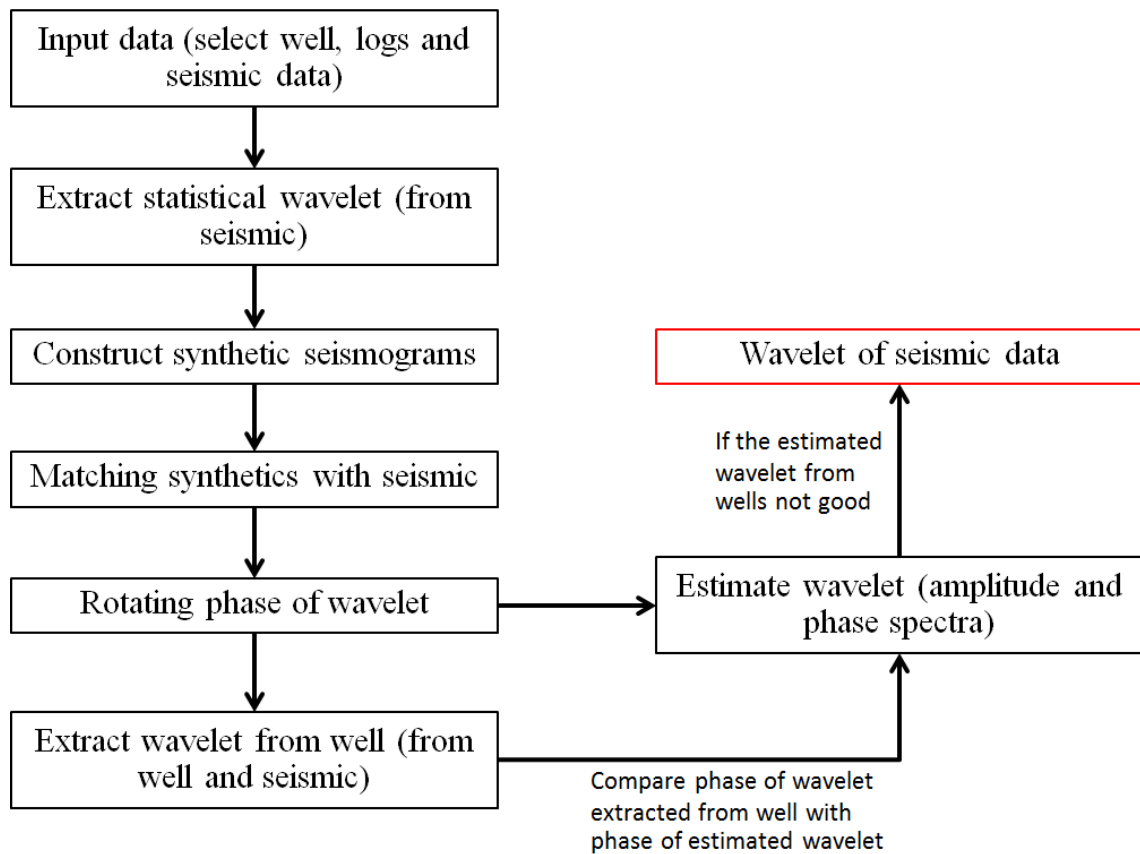 Input data (select well, logs and
seismic data)
Extract statistical wavelet (from
seismic)
Construct synthetic seismograms
Matching synthetics with seismic
Rotating phase of wavelet
Extract wavelet from well (from
well and seismic)
Compare phase of wavelet
extracted from well with
phase of estimated wavelet
Estimate wavelet (amplitude and
phase spectra)
If the estimated
wavelet from
wells not good
Wavelet of seismic data